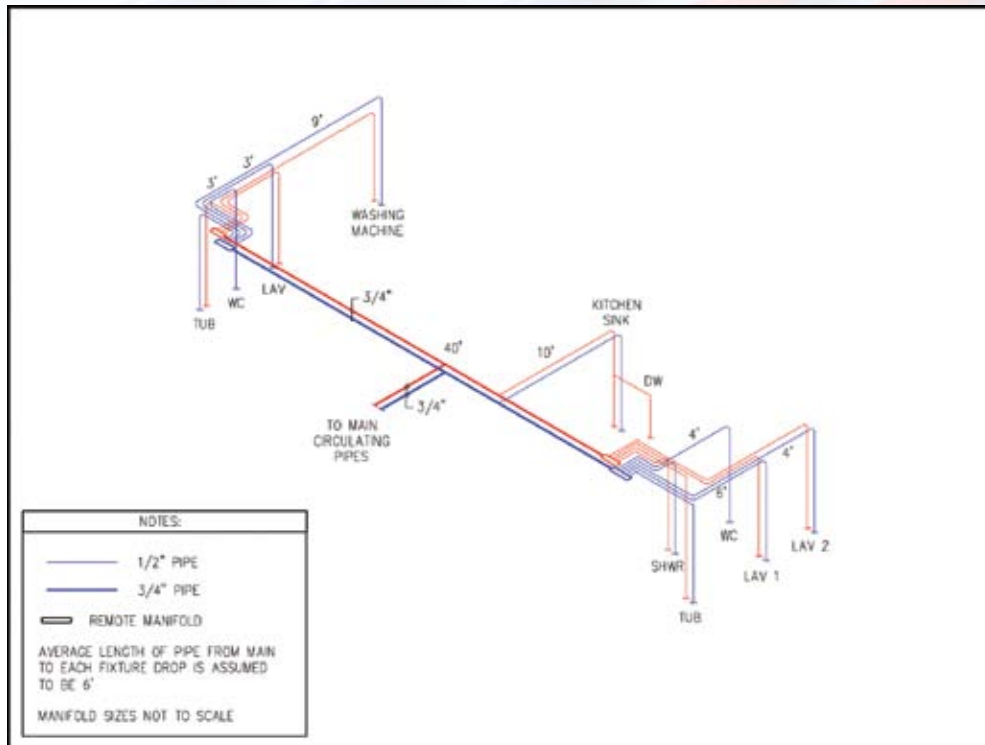 9'
3'
3'
WASHING
MACHINE
WC
LAV
TUB
3/4"
40'
KITCHEN
SINK
10'
DW
3/4"
TO MAIN
CIRCULATING
PIPES
4'
4'
6'
WC
LAV 2
SHWR
LAV 1
TUB
NOTES:
1/2" PIPE
3/4" PIPE
REMOTE MANIFOLD
AVERAGE LENGTH OF PIPE FROM MAIN
TO EACH FIXTURE DROP IS ASSUMED
TO BE 6'
MANIFOLD SIZES NOT TO SCALE